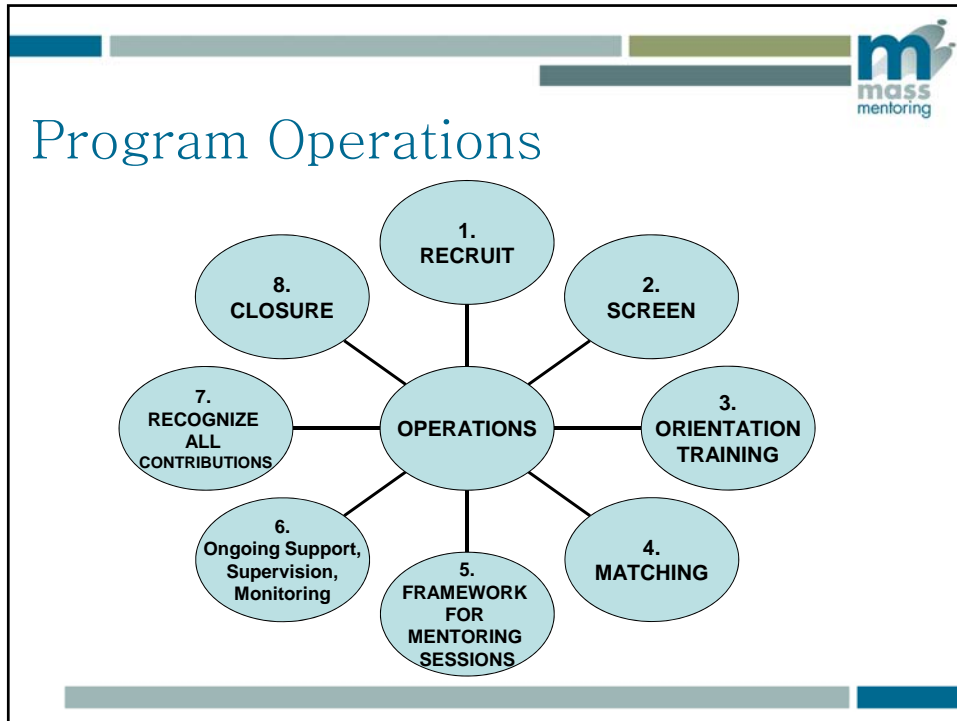 mass
mentoring
Program Operations
1.
RECRUIT
2.
SCREEN
3.
ORIENTATION
TRAINING
4.
MATCHING
5.
FRAMEWORK
FOR
MENTORING
SESSIONS
6.
Ongoing Support,
Supervision,
Monitoring
7.
RECOGNIZE
ALL
CONTRIBUTIONS
8.
CLOSURE
OPERATIONS